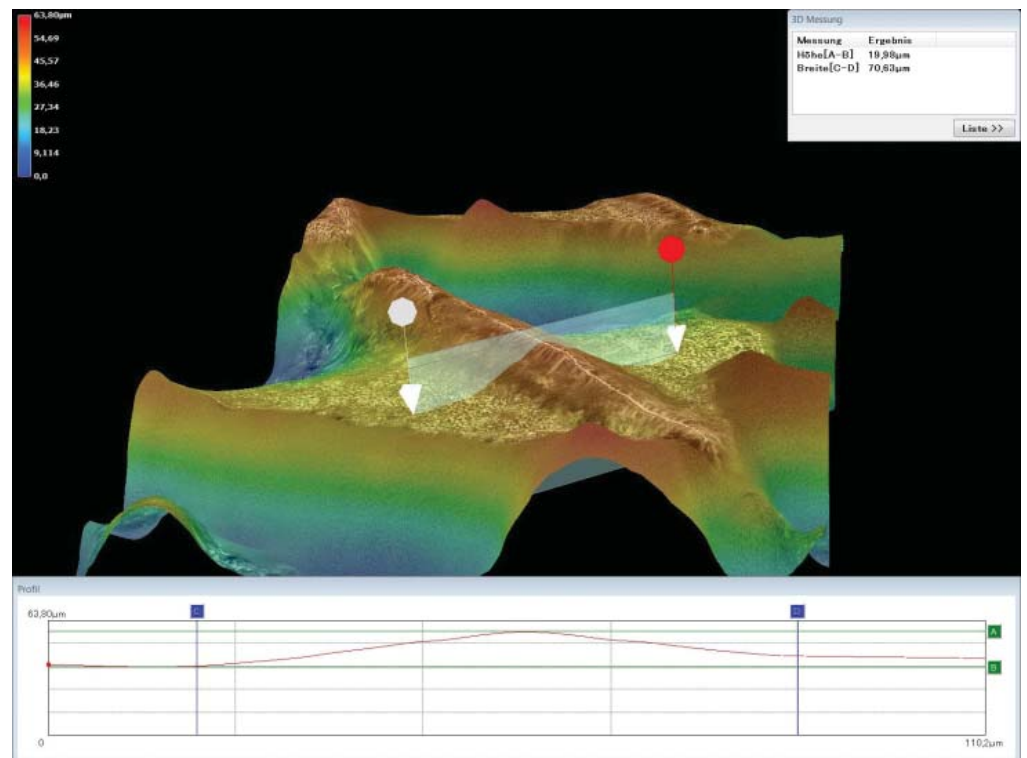 63,80µm
54,69
45,57
36,46
27,34
18,23
9,114
0,0
3D Messung
Messung Ergebnis
Höhe[A-B] 19,98µm
Breite[C-D] 70,63µm
Liste >>
Profil
63,80µm
C D
A
B
0 110,2µm